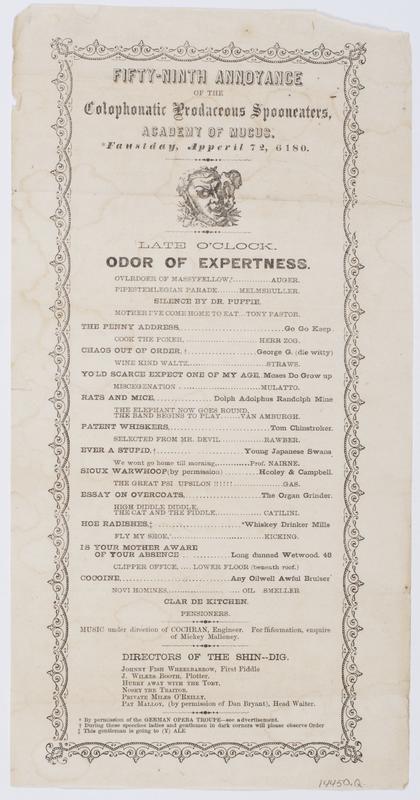 FIFTY-NINTH ANNOYANCE
OF THE
Colophonatic Prodaceous Spooneaters,
ACADEMY OF MUCUS.
*Faustday, Apperil 72, 6180.
LATE O'CLOCK.
ODOR OF EXPERTNESS.
OVLRDOER OF MASSYFELLOW,............AUGER.
PIPESTEMLEGIAN PARADE.......MELMSHULLER.
SILENCE BY DR. PUFFIE.
MOTHER I'VE COME HOME TO EAT...TONY PASTOR.
THE PENNY ADDRESS,..............................Go Go Keep.
COOK THE POKER,......................HERR ZOG.
CHAOS OUT OF ORDER, †....................George G. (die witty)
WINE KIND WALTZ......................STRAWS.
YO'LD SCARCE EXPECT ONE OF MY AGE, Moses Do Grow up
MISCEGENATION ......................MULATTO.
RATS AND MICE,................Dolph Adolphus Randolph Mine
THE ELEPHANT NOW GOES ROUND,
THE BAND BEGINS TO PLAY.......VAN AMBURGH.
PATENT WHISKERS,............................Tom Chinstroker.
SELECTED FROM MR. DEVIL............RAWBER.
EVER A STUPID, †........................Young Japanese Swans
We wont go home till morning,............Prof. NAIRNE.
SIOUX WARWHOOP (by permission)..........Hooley & Campbell.
THE GREAT PSI UPSILON !!!!!!..............GAS.
ESSAY ON OVERCOATS,......................The Organ Grinder.
HIGH DIDDLE DIDDLE,
THE CAT AND THE FIDDLE.............CATILINI.
HOE RADISHES,‡ ......................"Whiskey Drinker Mills
FLY MY SHOE,.........................KICKING.
IS YOUR MOTHER AWARE
OF YOUR ABSENCE .............Long dunned Wetwood. 48
CLIPPER OFFICE, .... LOWER FLOOR (beneath roof.)
COCOINE,..............................Any Oilwell Awful Bruiser
NOVI HOMINES,......................OIL SMELLER
CLAR DE KITCHEN.
PENSIONERS.
MUSIC under direction of COCHRAN, Engineer. For information, enquire
of Mickey Malloney.
DIRECTORS OF THE SHIN--DIG.
JOHNNY FISH WHEELBARROW, First Fiddle
J. WILKES BOOTH, Plotter.
HURRY AWAY WITH THE TORY.
NOSEY THE TRAITOR.
PRIVATE MILES O'REILLY.
PAT MALLOY, (by permission of Dan Bryant), Head Waiter.
* By permission of the GERMAN OPERA TROUPE—see advertisement.
† During these speeches ladies and gentlemen in dark corners will please observe Order
‡ This gentleman is going to (Y) ALE
14450.Q